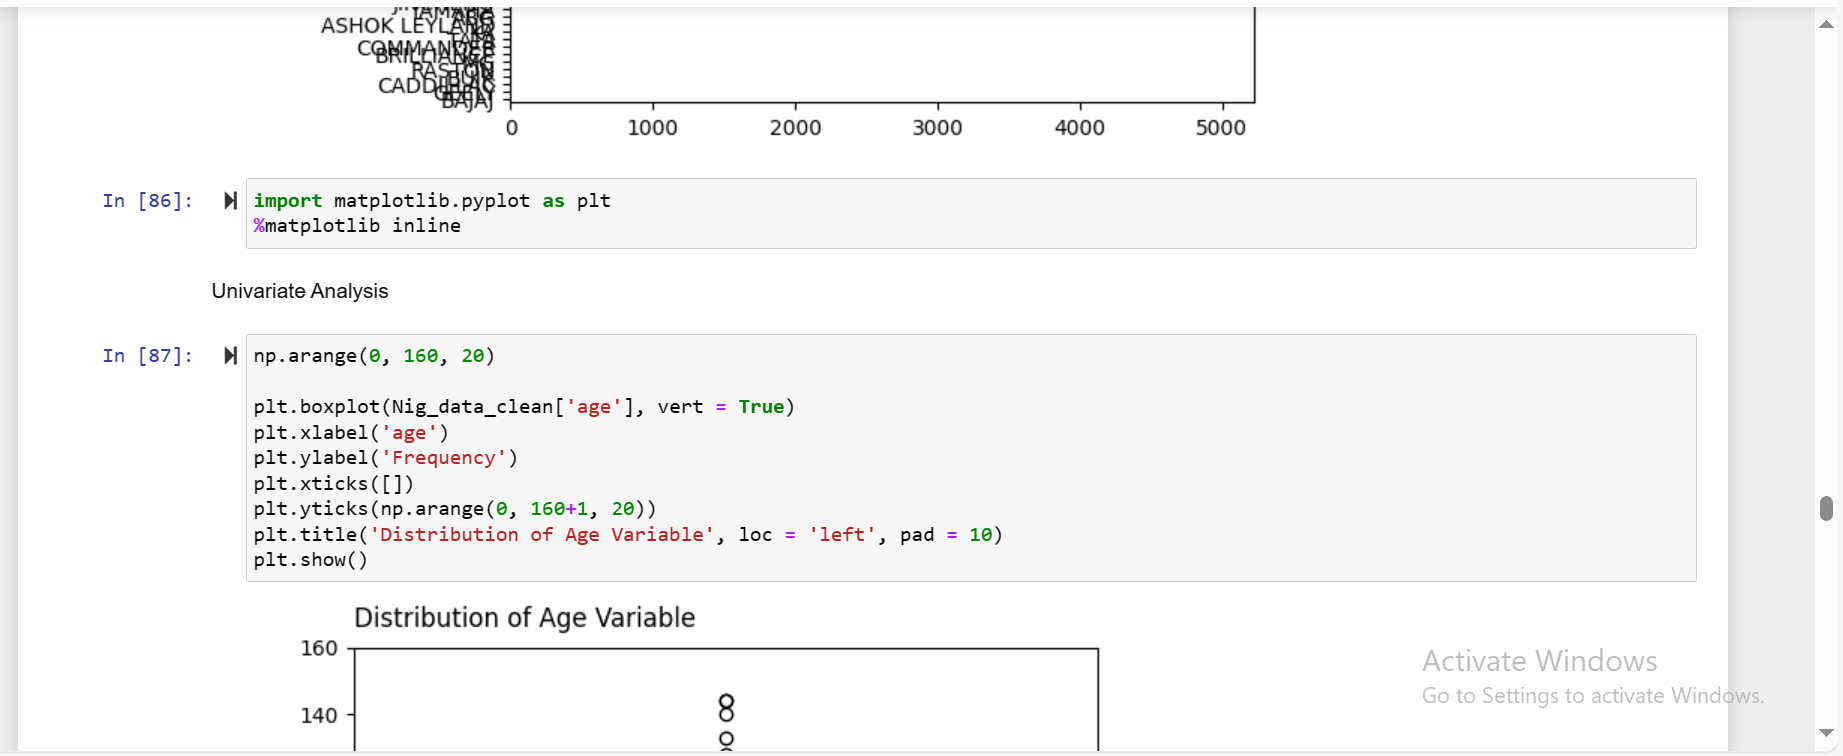 ASHOK LEYLAND
COMMANDER
BRILLIANCE
RASTON
CADDILLAC
BAJAJ
0 1000 2000 3000 4000 5000
In [86]: import matplotlib.pyplot as plt
%matplotlib inline
Univariate Analysis
In [87]: np.arange(0, 160, 20)
plt.boxplot(Nig_data_clean['age'], vert = True)
plt.xlabel('age')
plt.ylabel('Frequency')
plt.xticks([])
plt.yticks(np.arange(0, 160+1, 20))
plt.title('Distribution of Age Variable', loc = 'left', pad = 10)
plt.show()
Distribution of Age Variable
160
140
Activate Windows
Go to Settings to activate Windows.